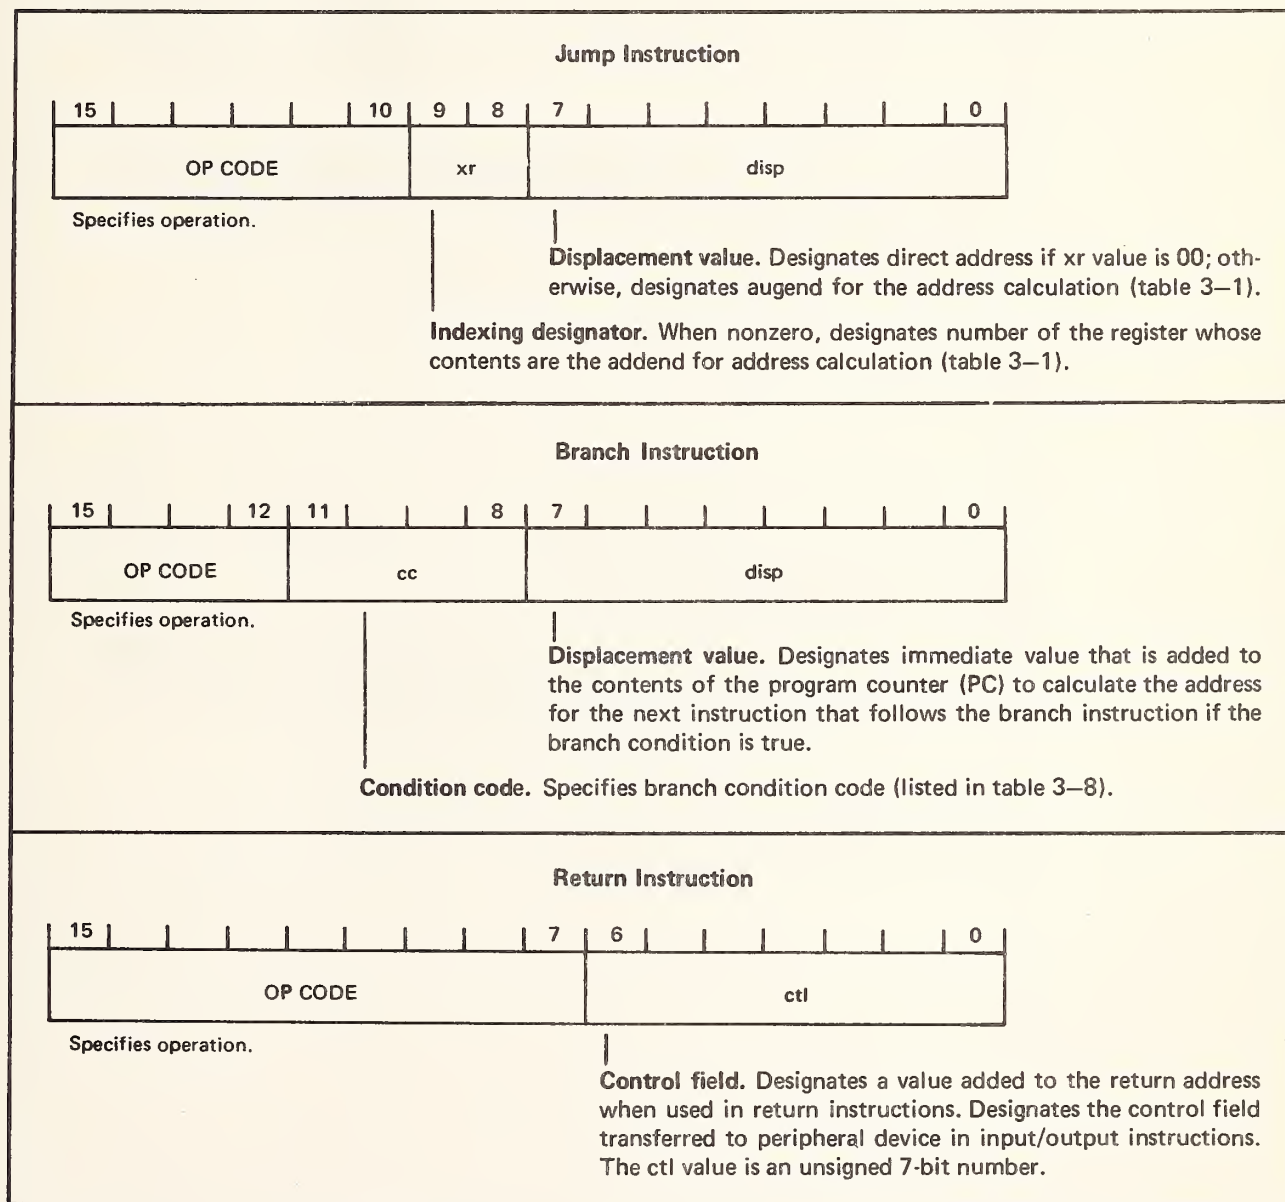 Jump Instruction
15 10 9 8 7 0
OP CODE xr disp
Specifies operation.
Displacement value. Designates direct address if xr value is 00; oth-
erwise, designates augend for the address calculation (table 3—1).
Indexing designator. When nonzero, designates number of the register whose
contents are the addend for address calculation (table 3—1).
Branch Instruction
15 12 11 8 7 0
OP CODE cc disp
Specifies operation.
Displacement value. Designates immediate value that is added to
the contents of the program counter (PC) to calculate the address
for the next instruction that follows the branch instruction if the
branch condition is true.
Condition code. Specifies branch condition code (listed in table 3—8).
Return Instruction
15 7 6 0
OP CODE ctl
Specifies operation.
Control field. Designates a value added to the return address
when used in return instructions. Designates the control field
transferred to peripheral device in input/output instructions.
The ctl value is an unsigned 7-bit number.